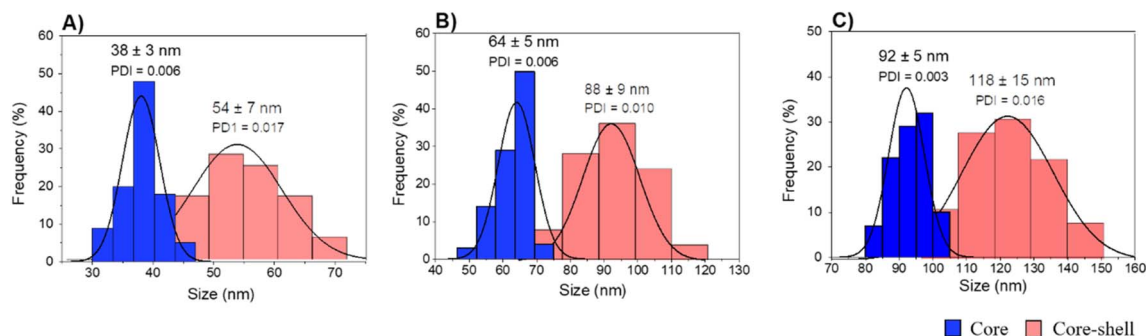 A)
38 ± 3 nm
PDI = 0.006
54 ± 7 nm
PD1 = 0.017
Frequency (%)
60
50
40
30
20
10
0
30 40 50 60 70
Size (nm)
B)
64 ± 5 nm
PDI = 0.006
88 ± 9 nm
PDI = 0.010
Frequency (%)
60
50
40
30
20
10
0
40 50 60 70 80 90 100 110 120 130
Size (nm)
C)
92 ± 5 nm
PDI = 0.003
118 ± 15 nm
PDI = 0.016
Frequency (%)
50
40
30
20
10
0
70 80 90 100 110 120 130 140 150 160
Size (nm)
Core Core-shell